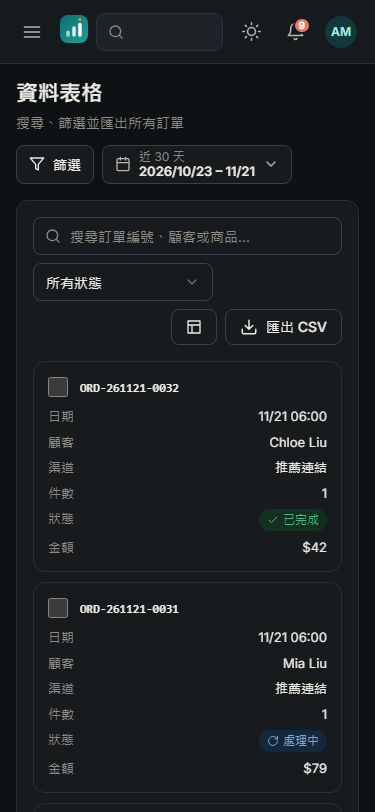 9
AM
資料表格
搜尋、篩選並匯出所有訂單
篩選
近 30 天
2026/10/23 – 11/21
搜尋訂單編號、顧客或商品...
所有狀態
匯出 CSV
ORD-261121-0032
日期 11/21 06:00
顧客 Chloe Liu
渠道 推薦連結
件數 1
狀態 已完成
金額 $42
ORD-261121-0031
日期 11/21 06:00
顧客 Mia Liu
渠道 推薦連結
件數 1
狀態 處理中
金額 $79